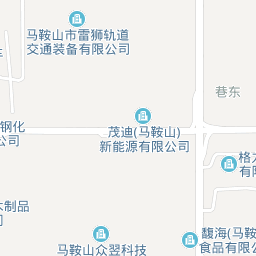 马鞍山市雷狮轨道
交通装备有限公司
巷东
钢化
公司
茂迪(马鞍山)
新能源有限公司
格力
有限
木制品
司
马鞍山众翌科技
馥海(马鞍
食品有限